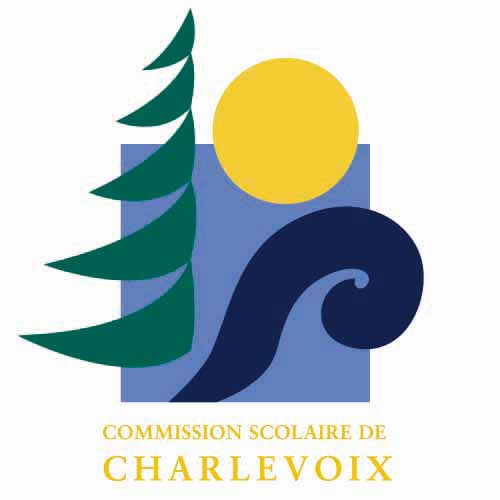 COMMISSION SCOLAIRE DE
CHARLEVOIX